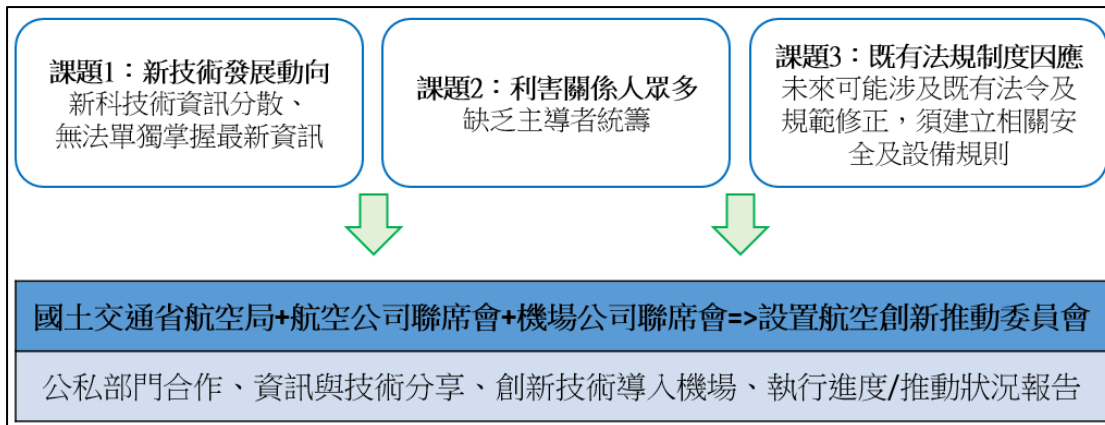 課題1：新技術發展動向
新科技術資訊分散、
無法單獨掌握最新資訊
課題2：利害關係人眾多
缺乏主導者統籌
課題3：既有法規制度因應
未來可能涉及既有法令及
規範修正，須建立相關安
全及設備規則
國土交通省航空局+航空公司聯席會+機場公司聯席會=>設置航空創新推動委員會
公私部門合作、資訊與技術分享、創新技術導入機場、執行進度/推動狀況報告